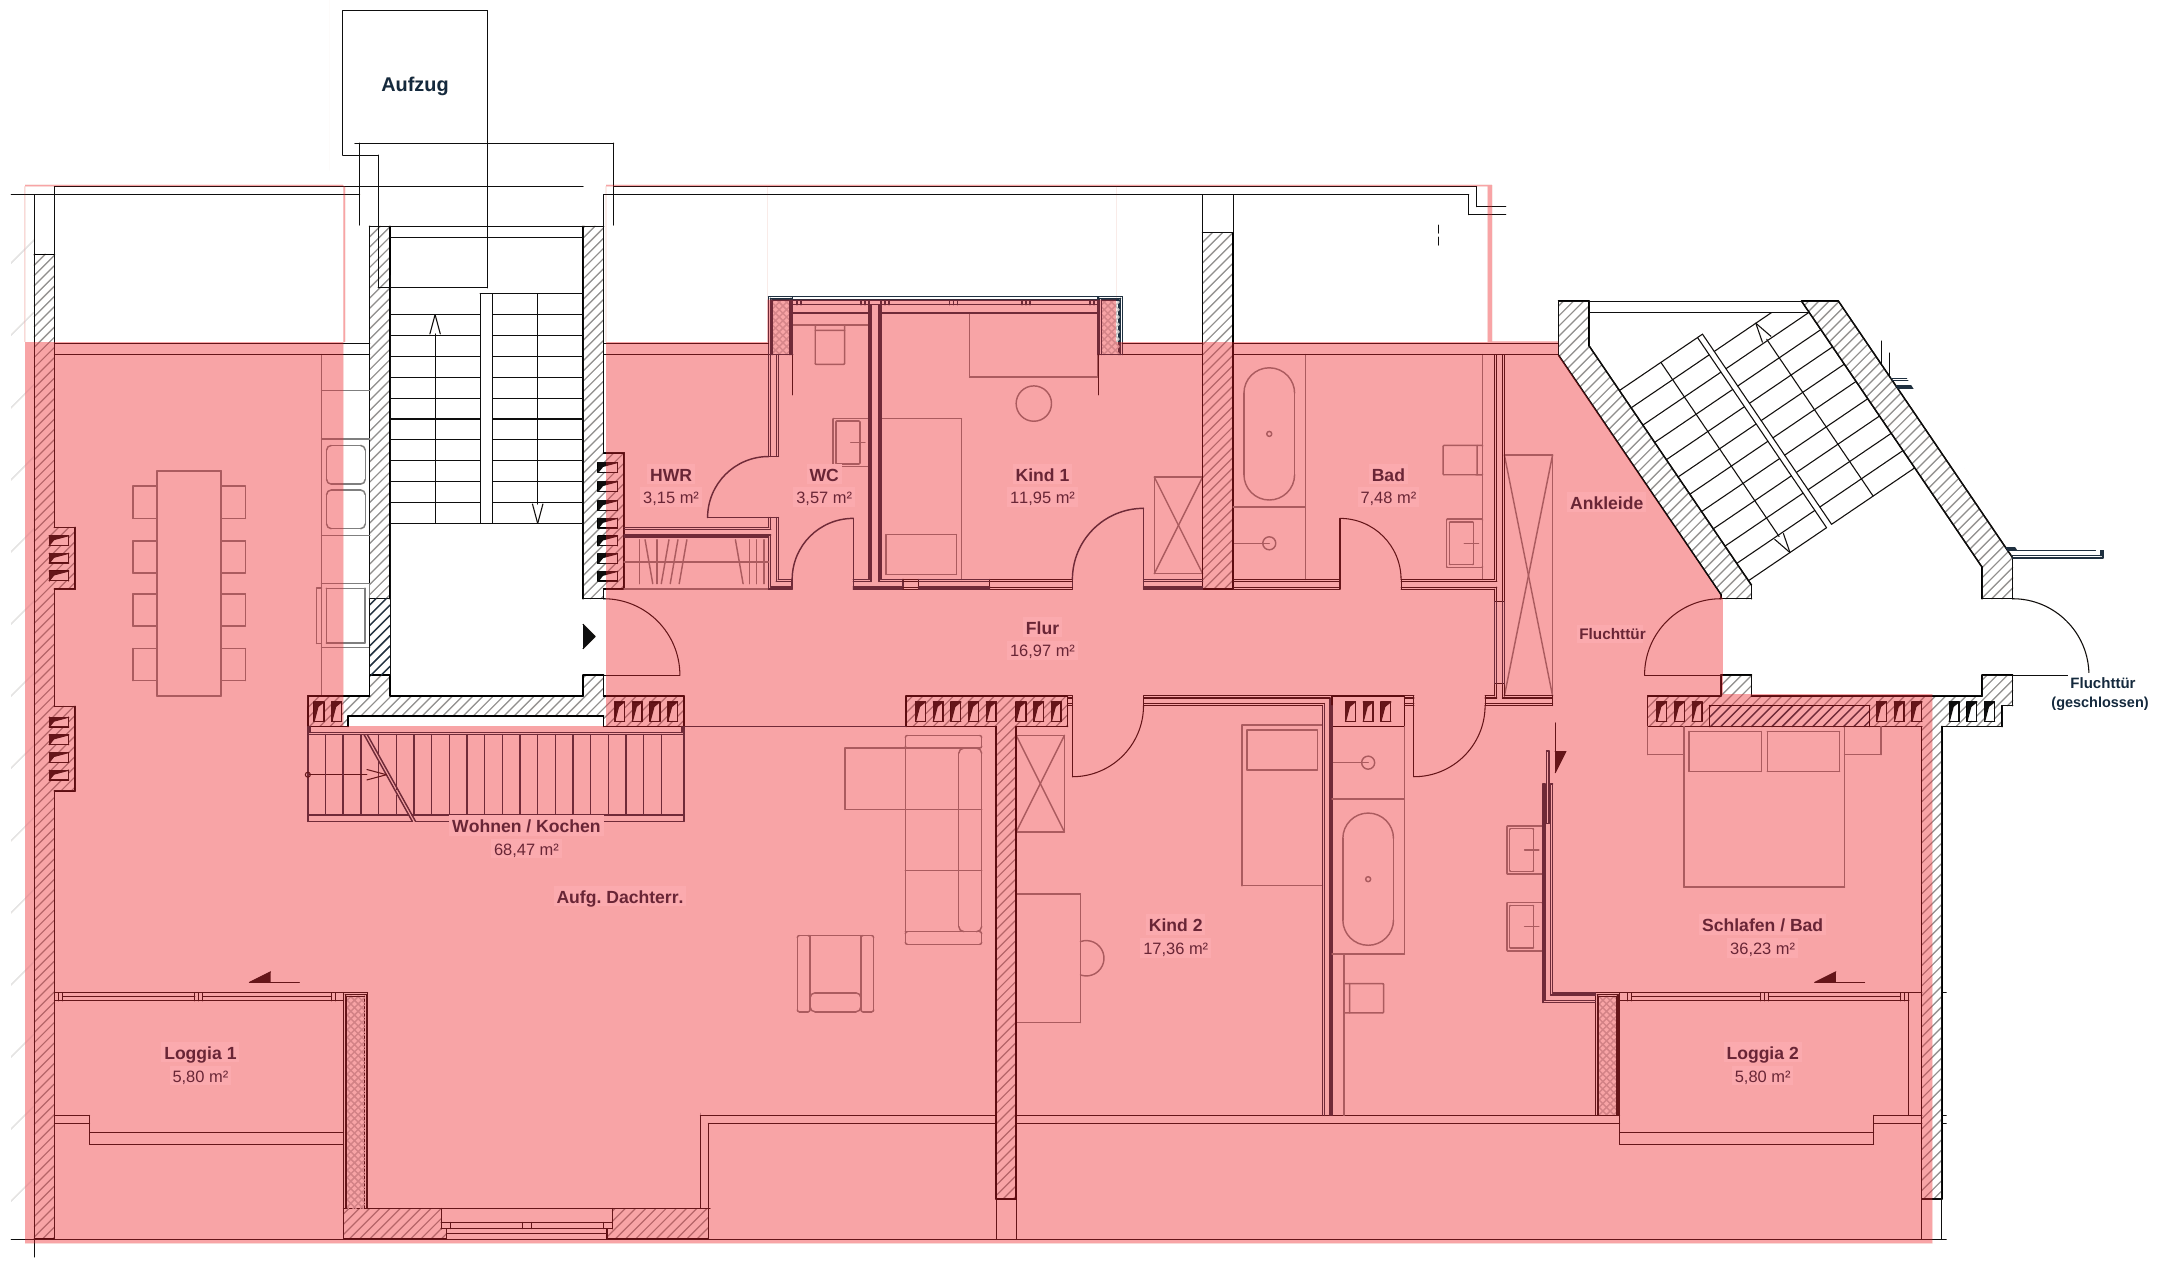 Aufzug
HWR
3,15 m²
WC
3,57 m²
Kind 1
11,95 m²
Bad
7,48 m²
Ankleide
Flur
16,97 m²
Fluchttür
Fluchttür
(geschlossen)
Wohnen / Kochen
68,47 m²
Aufg. Dachterr.
Kind 2
17,36 m²
Schlafen / Bad
36,23 m²
Loggia 1
5,80 m²
Loggia 2
5,80 m²